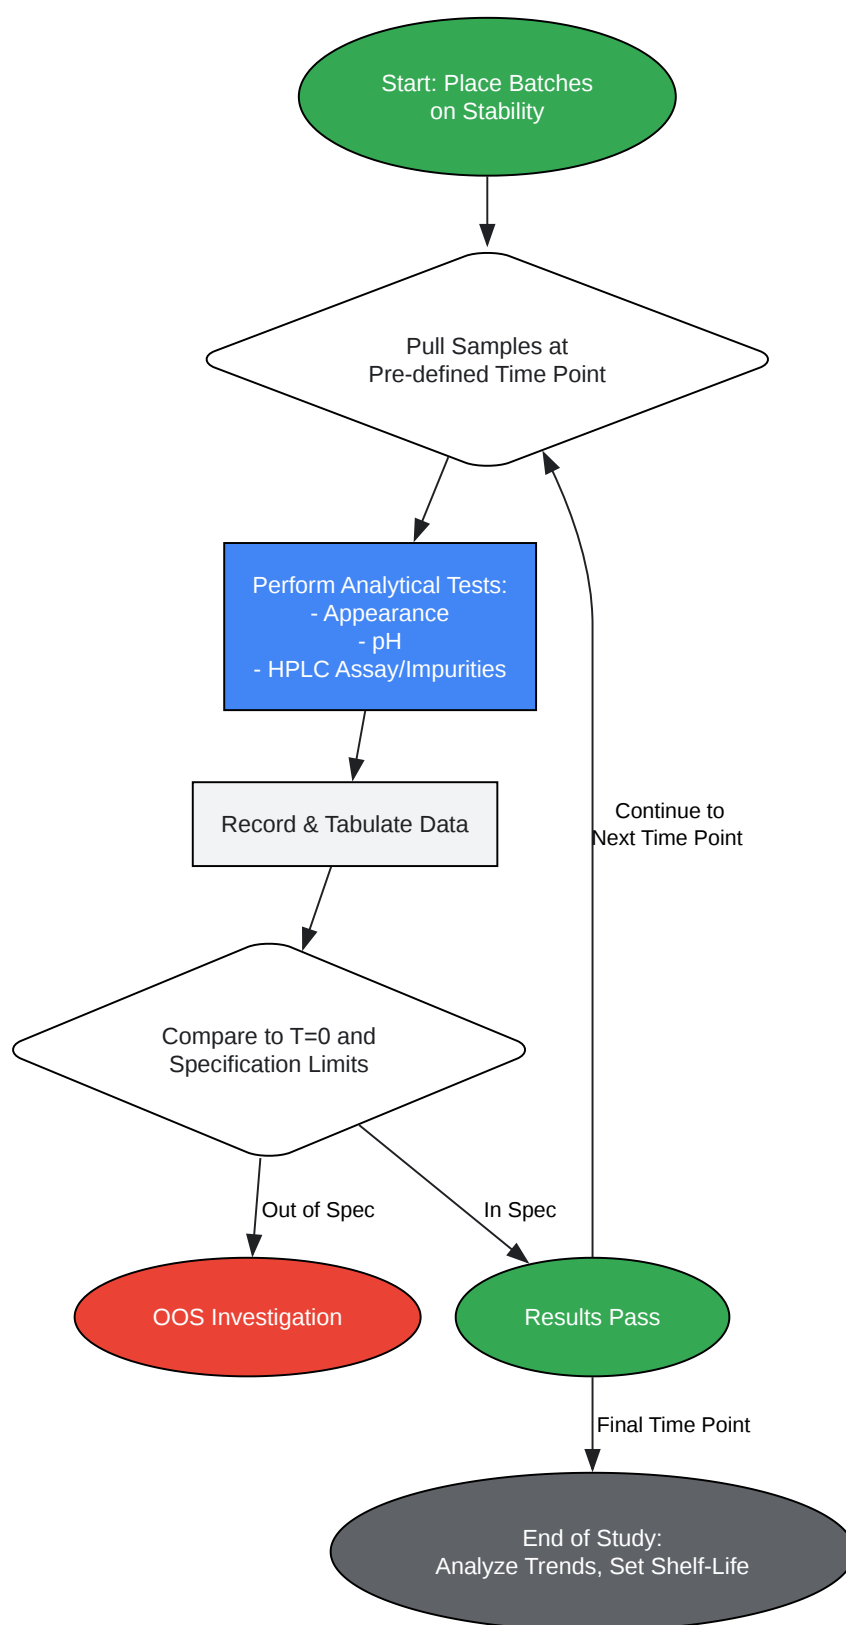 Start: Place Batches
on Stability
Pull Samples at
Pre-defined Time Point
Perform Analytical Tests:
- Appearance
- pH
- HPLC Assay/Impurities
Record & Tabulate Data
Continue to
Next Time Point
Compare to T=0 and
Specification Limits
Out of Spec
In Spec
OOS Investigation
Results Pass
Final Time Point
End of Study:
Analyze Trends, Set Shelf-Life